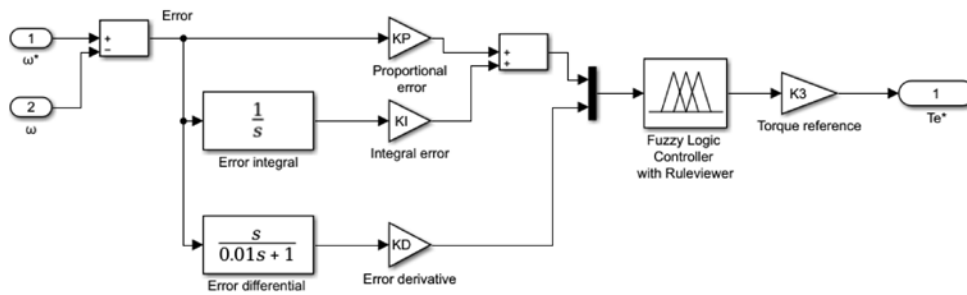 Error
1
ω*
+
−
2
ω
KP
Proportional
error
+
+
1
s
Error integral
KI
Integral error
s
0.01s + 1
Error differential
KD
Error derivative
Fuzzy Logic
Controller
with Ruleviewer
K3
Torque reference
1
Te*